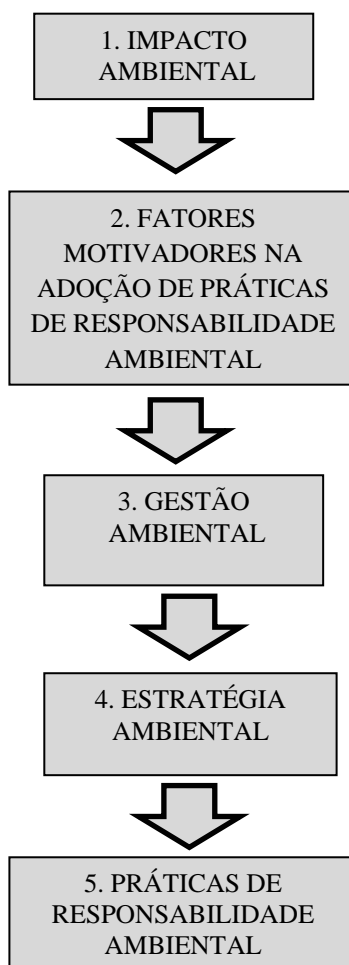 1. IMPACTO
AMBIENTAL
2. FATORES
MOTIVADORES NA
ADOÇÃO DE PRÁTICAS
DE RESPONSABILIDADE
AMBIENTAL
3. GESTÃO
AMBIENTAL
4. ESTRATÉGIA
AMBIENTAL
5. PRÁTICAS DE
RESPONSABILIDADE
AMBIENTAL